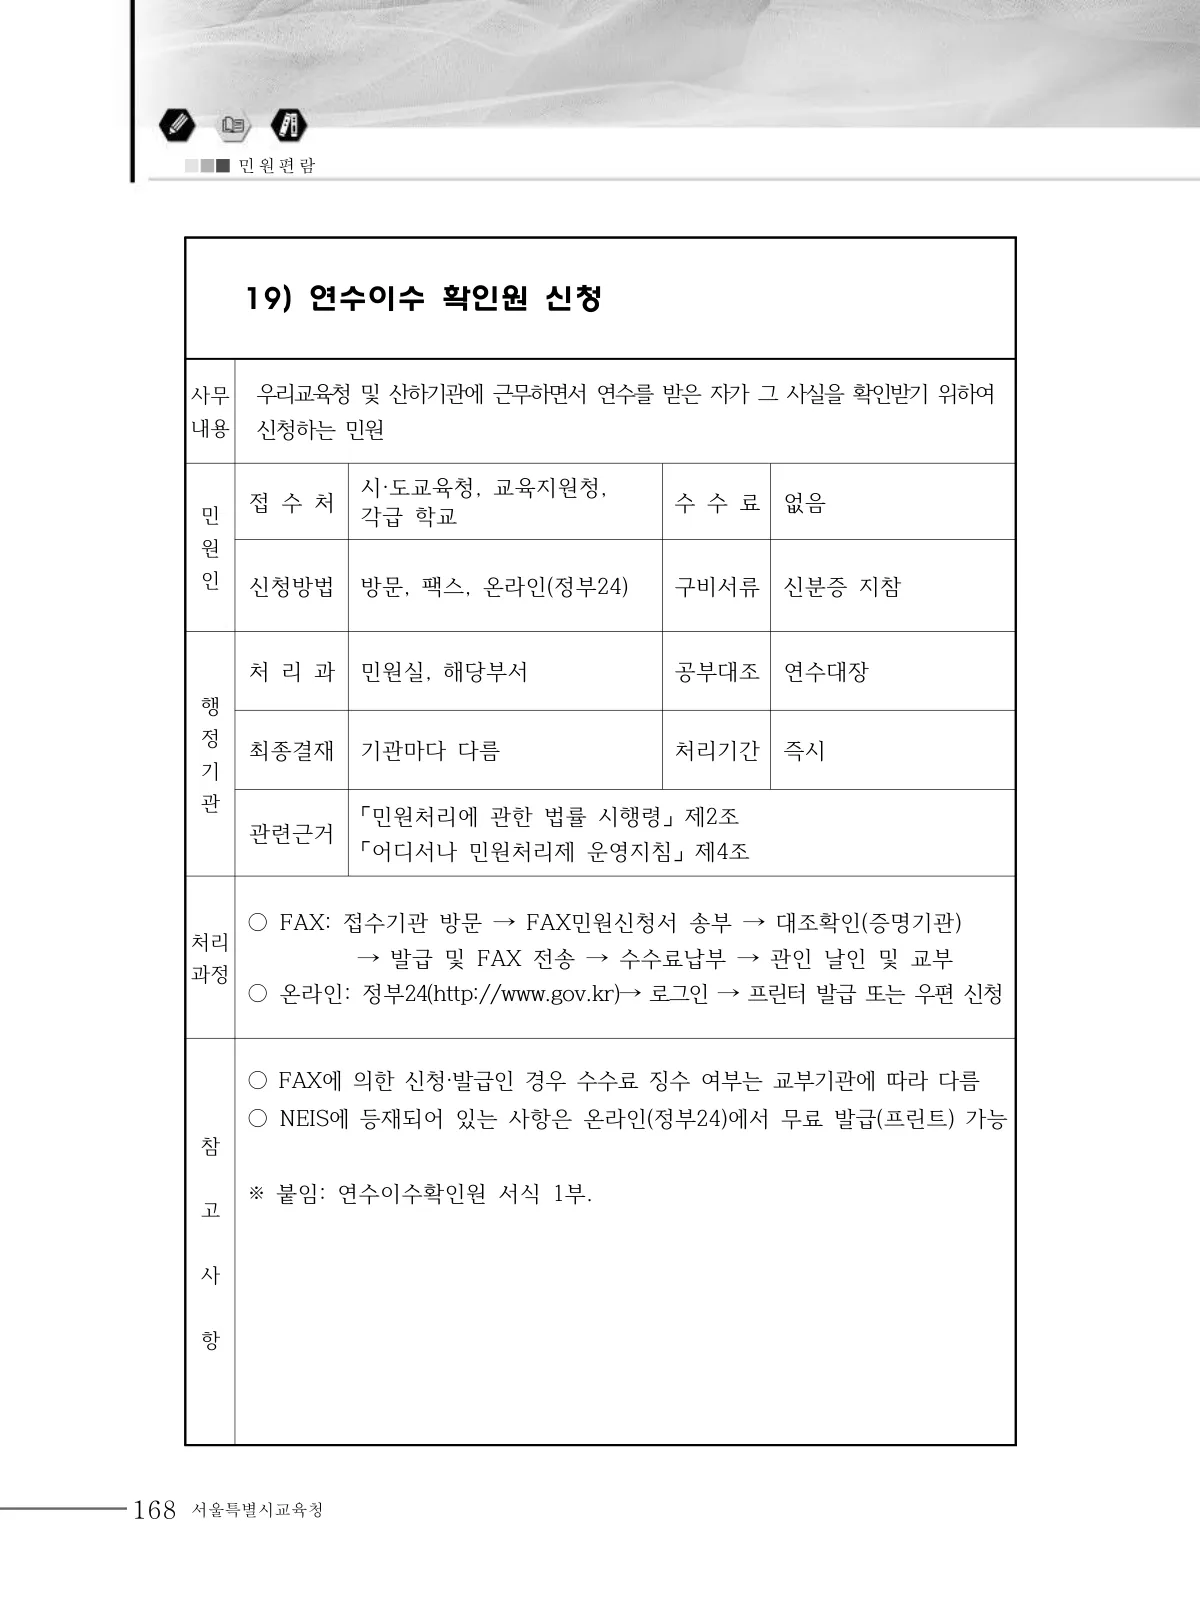 민원편람
19) 연수이수 확인원 신청
사무
내용
우리교육청 및 산하기관에 근무하면서 연수를 받은 자가 그 사실을 확인받기 위하여
신청하는 민원
민
원
인
접 수 처
시·도교육청, 교육지원청,
각급 학교
수 수 료
없음
신청방법
방문, 팩스, 온라인(정부24)
구비서류
신분증 지참
행
정
기
관
처 리 과
민원실, 해당부서
공부대조
연수대장
최종결재
기관마다 다름
처리기간
즉시
관련근거
「민원처리에 관한 법률 시행령」 제2조
「어디서나 민원처리제 운영지침」 제4조
처리
과정
○ FAX: 접수기관 방문 → FAX민원신청서 송부 → 대조확인(증명기관)
→ 발급 및 FAX 전송 → 수수료납부 → 관인 날인 및 교부
○ 온라인: 정부24(http://www.gov.kr)→ 로그인 → 프린터 발급 또는 우편 신청
참
고
사
항
○ FAX에 의한 신청·발급인 경우 수수료 징수 여부는 교부기관에 따라 다름
○ NEIS에 등재되어 있는 사항은 온라인(정부24)에서 무료 발급(프린트) 가능
※ 붙임: 연수이수확인원 서식 1부.
168 서울특별시교육청